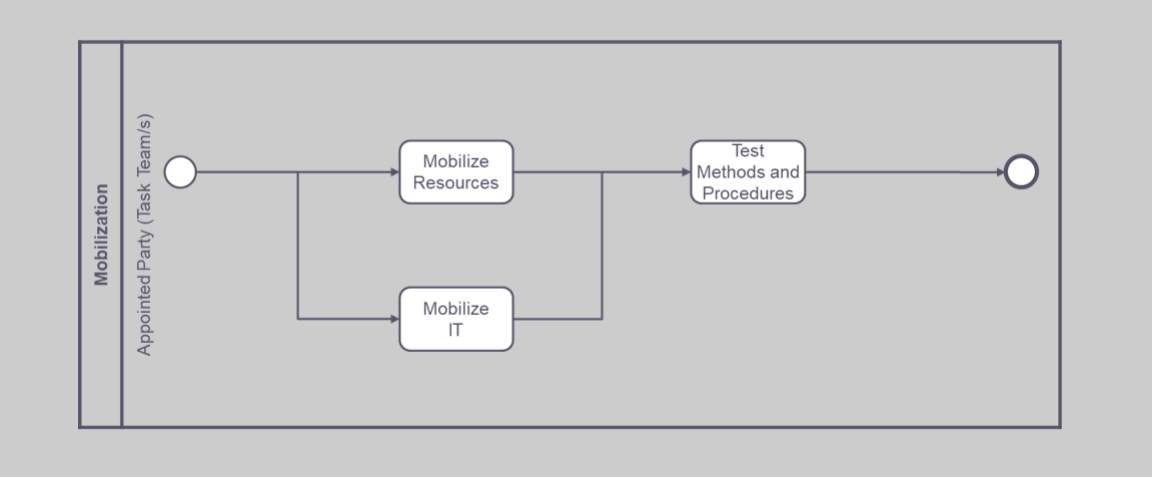 Mobilization
Appointed Party (Task Team/s)
Mobilize
Resources
Test
Methods and
Procedures
Mobilize
IT